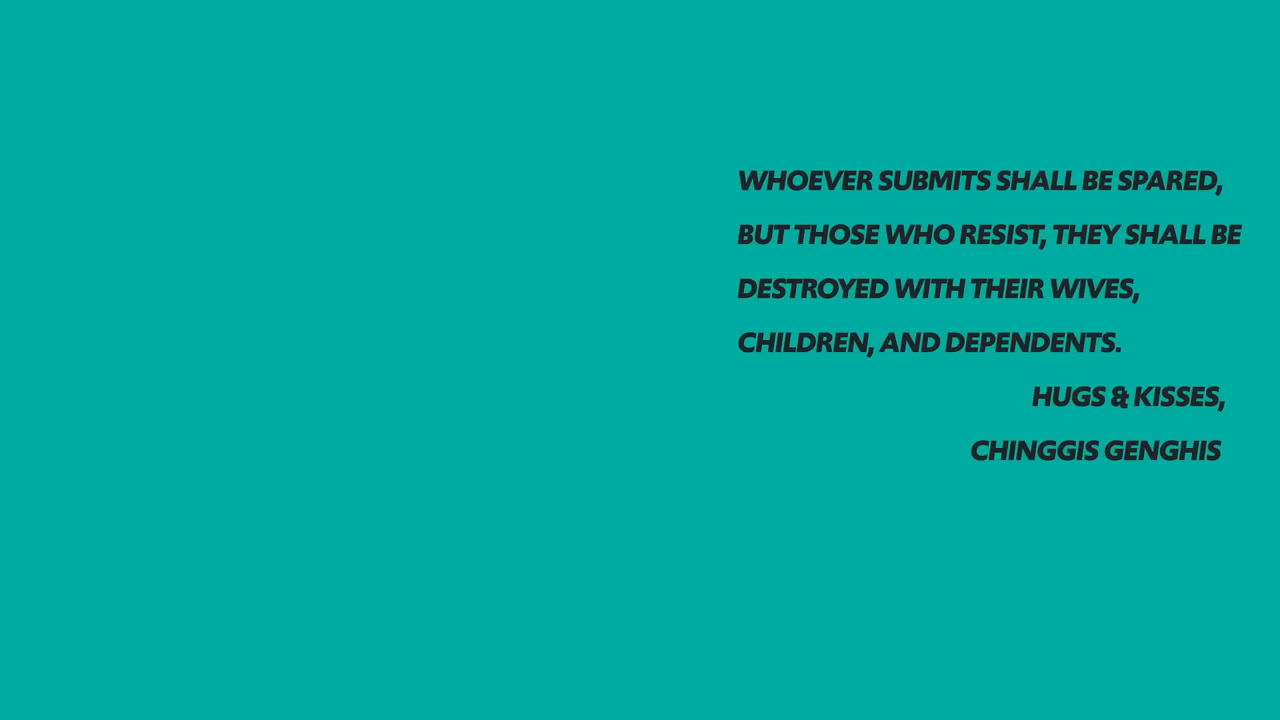 WHOEVER SUBMITS SHALL BE SPARED,
BUT THOSE WHO RESIST, THEY SHALL BE
DESTROYED WITH THEIR WIVES,
CHILDREN, AND DEPENDENTS.
HUGS & KISSES,
CHINGGIS GENGHIS